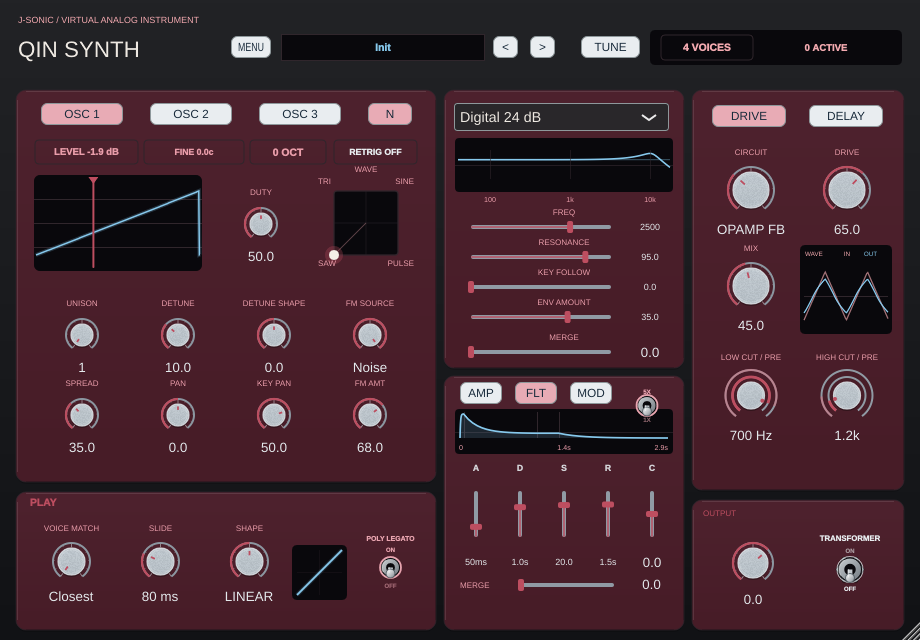 J-SONIC / VIRTUAL ANALOG INSTRUMENT
QIN SYNTH
MENU
Init
<
>
TUNE
4 VOICES
0 ACTIVE
OSC 1
OSC 2
OSC 3
N
LEVEL -1.9 dB
FINE 0.0c
0 OCT
RETRIG OFF
WAVE
TRI
SINE
DUTY
50.0
SAW
PULSE
UNISON
DETUNE
DETUNE SHAPE
FM SOURCE
1
10.0
0.0
Noise
SPREAD
PAN
KEY PAN
FM AMT
35.0
0.0
50.0
68.0
PLAY
VOICE MATCH
SLIDE
SHAPE
POLY LEGATO
ON
OFF
Closest
80 ms
LINEAR
Digital 24 dB
100
1k
10k
FREQ
2500
RESONANCE
95.0
KEY FOLLOW
0.0
ENV AMOUNT
35.0
MERGE
0.0
AMP
FLT
MOD
5X
1X
0
1.4s
2.9s
A
D
S
R
C
50ms
1.0s
20.0
1.5s
0.0
MERGE
0.0
DRIVE
DELAY
CIRCUIT
DRIVE
OPAMP FB
65.0
MIX
45.0
WAVE
IN
OUT
LOW CUT / PRE
HIGH CUT / PRE
700 Hz
1.2k
OUTPUT
0.0
TRANSFORMER
ON
OFF